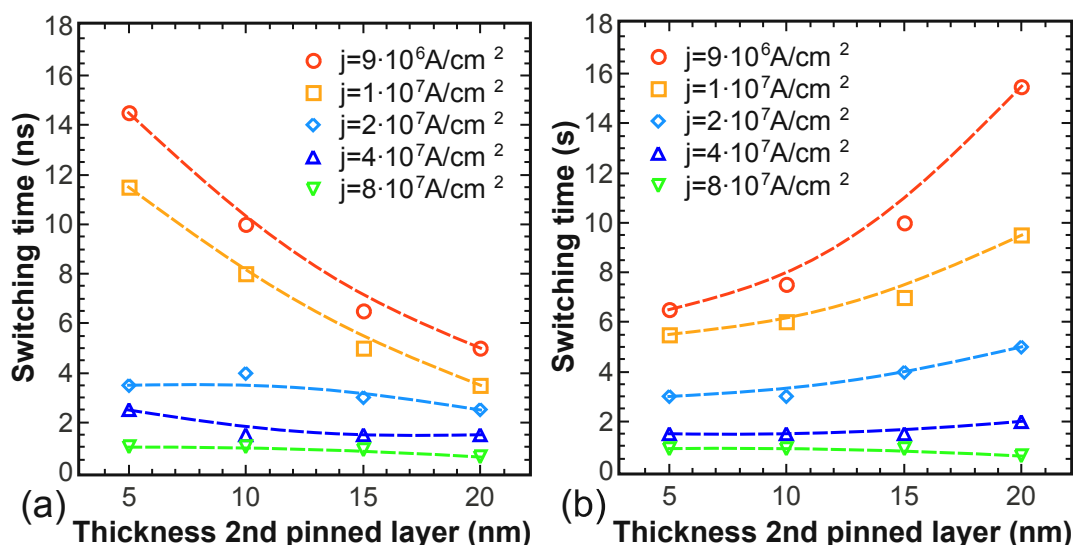 18
16
14
12
10
8
6
4
2
0
Switching time (ns)
j=9·10⁶A/cm ²
j=1·10⁷A/cm ²
j=2·10⁷A/cm ²
j=4·10⁷A/cm ²
j=8·10⁷A/cm ²
5 10 15 20
(a) Thickness 2nd pinned layer (nm)
18
16
14
12
10
8
6
4
2
0
Switching time (s)
j=9·10⁶A/cm ²
j=1·10⁷A/cm ²
j=2·10⁷A/cm ²
j=4·10⁷A/cm ²
j=8·10⁷A/cm ²
5 10 15 20
(b) Thickness 2nd pinned layer (nm)